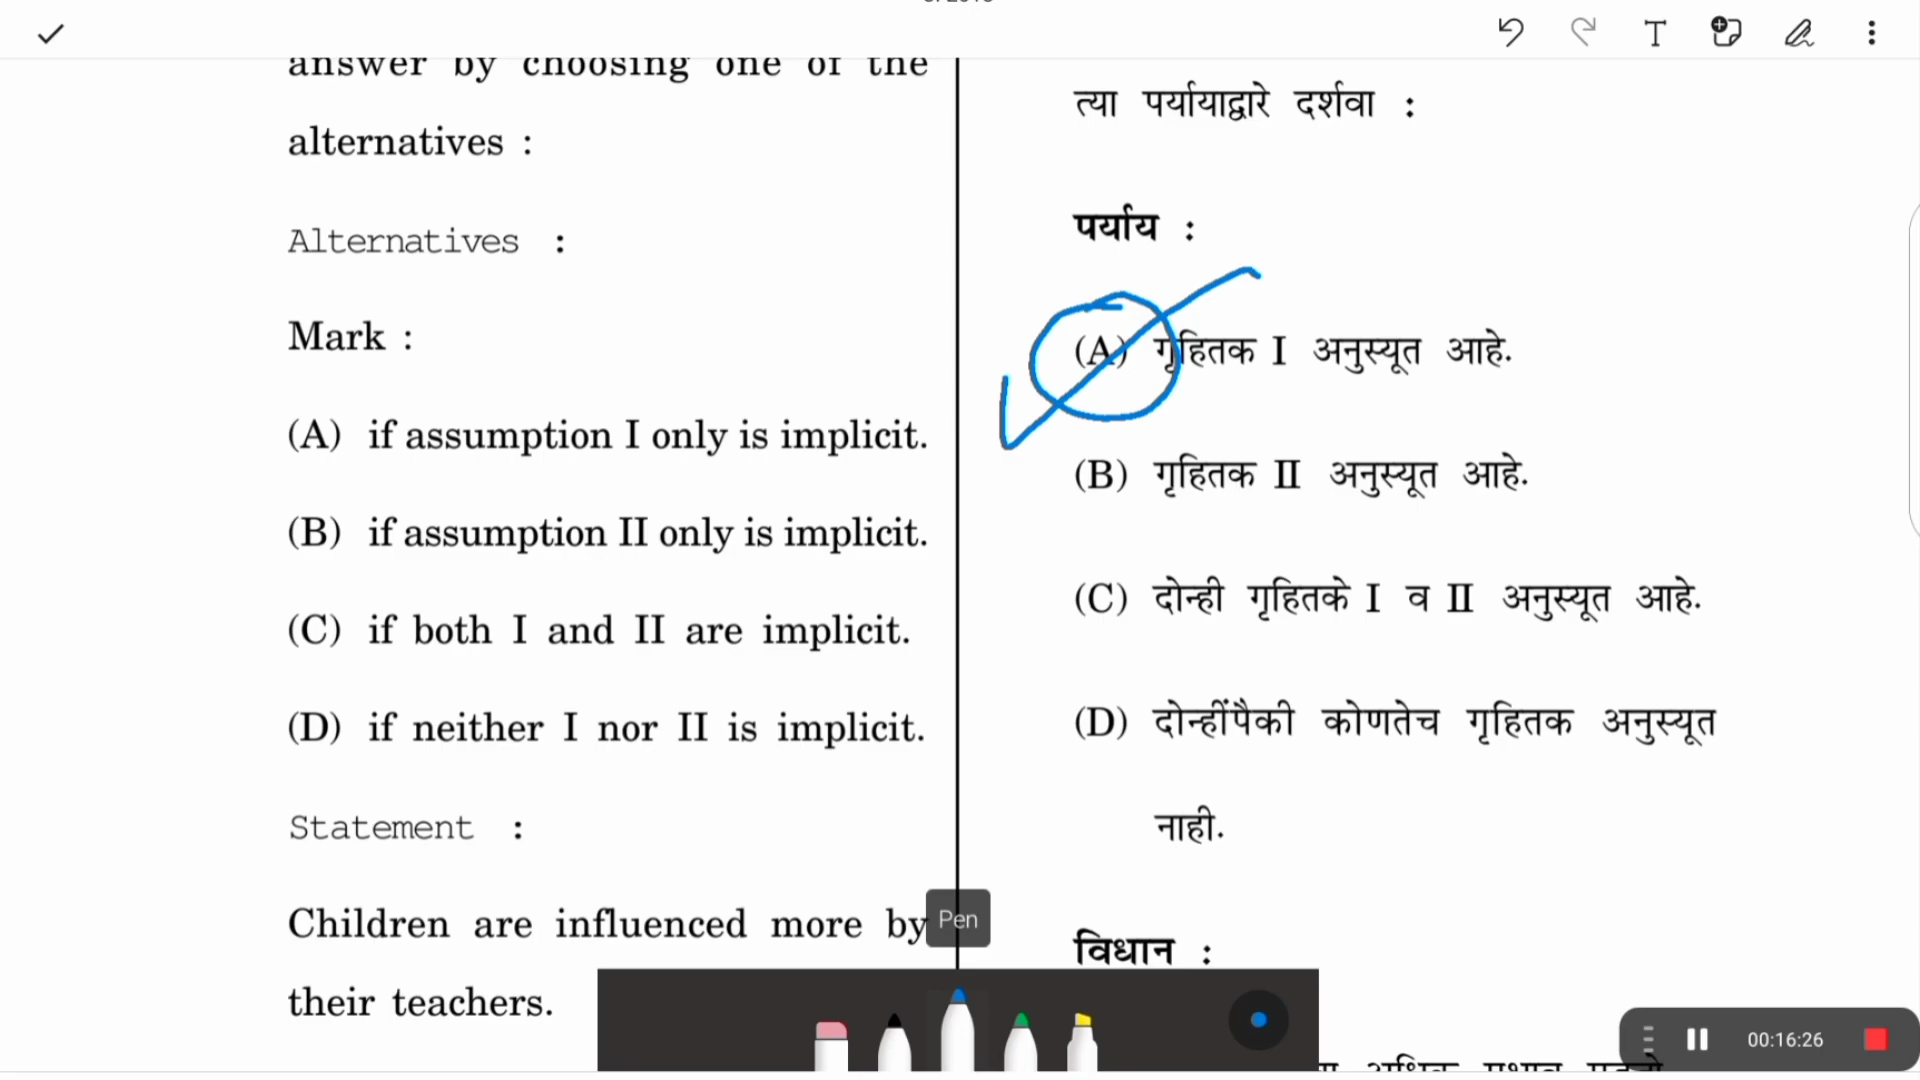 answer by choosing one of the
alternatives :
Alternatives :
Mark :
(A) if assumption I only is implicit.
(B) if assumption II only is implicit.
(C) if both I and II are implicit.
(D) if neither I nor II is implicit.
Statement :
Children are influenced more by
their teachers.
त्या पर्यायाद्वारे दर्शवा :
पर्याय :
(A) गृहितक I अनुस्यूत आहे.
(B) गृहितक II अनुस्यूत आहे.
(C) दोन्ही गृहितके I व II अनुस्यूत आहे.
(D) दोन्हींपैकी कोणतेच गृहितक अनुस्यूत
नाही.
विधान :
Pen
T
00:16:26